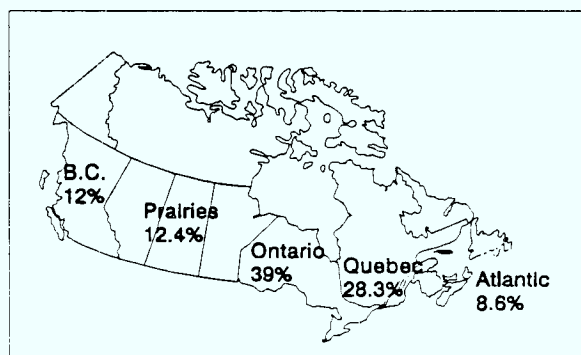 B.C.
12%
Prairies
12.4%
Ontario
39%
Quebec
28.3%
Atlantic
8.6%